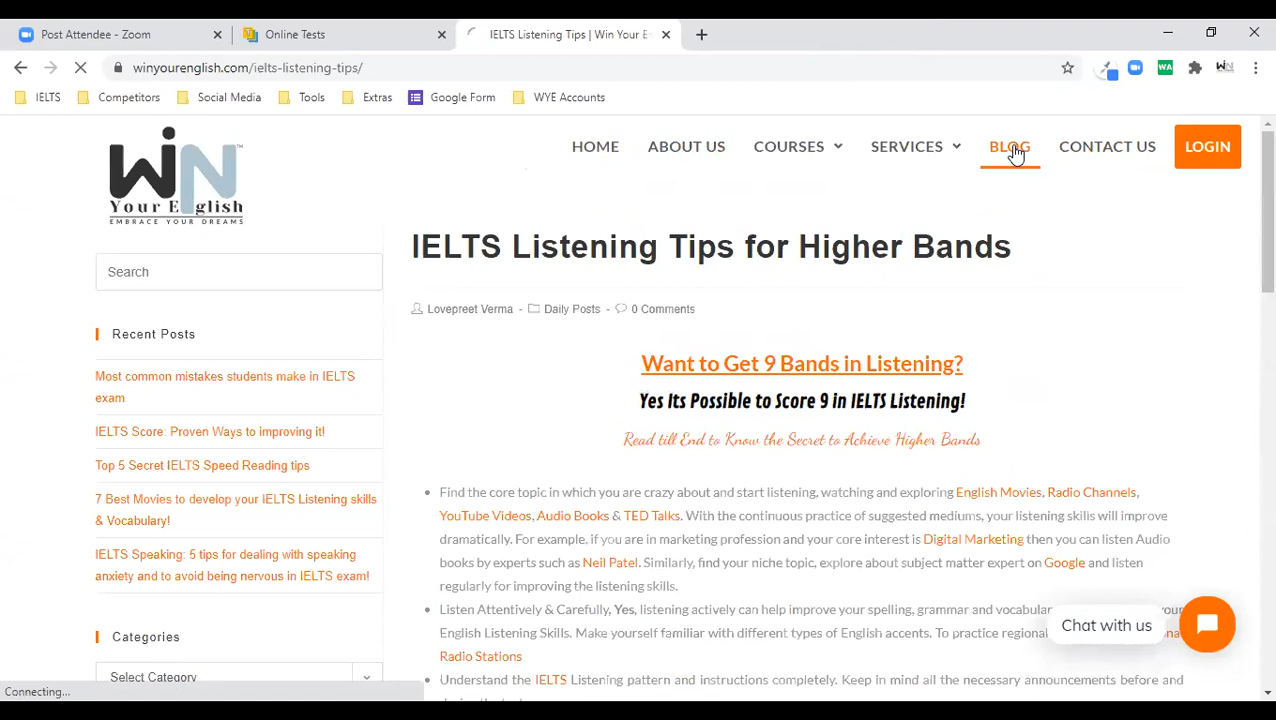 Post Attendee - Zoom
Online Tests
IELTS Listening Tips | Win Your E
winyourenglish.com/ielts-listening-tips/
IELTS Competitors Social Media Tools Extras Google Form WYE Accounts
WiN
Your English
EMBRACE YOUR DREAMS
HOME ABOUT US COURSES SERVICES BLOG CONTACT US LOGIN
Search
Recent Posts
Most common mistakes students make in IELTS
exam
IELTS Score: Proven Ways to improving it!
Top 5 Secret IELTS Speed Reading tips
7 Best Movies to develop your IELTS Listening skills
& Vocabulary!
IELTS Speaking: 5 tips for dealing with speaking
anxiety and to avoid being nervous in IELTS exam!
Categories
Select Category
IELTS Listening Tips for Higher Bands
Lovepreet Verma - Daily Posts - 0 Comments
Want to Get 9 Bands in Listening?
Yes Its Possible to Score 9 in IELTS Listening!
Read till End to Know the Secret to Achieve Higher Bands
Find the core topic in which you are crazy about and start listening, watching and exploring English Movies, Radio Channels,
YouTube Videos, Audio Books & TED Talks. With the continuous practice of suggested mediums, your listening skills will improve
dramatically. For example, if you are in marketing profession and your core interest is Digital Marketing then you can listen Audio
books by experts such as Neil Patel. Similarly, find your niche topic, explore about subject matter expert on Google and listen
regularly for improving the listening skills.
Listen Attentively & Carefully, Yes, listening actively can help improve your spelling, grammar and
English Listening Skills. Make yourself familiar with different types of English accents. To practice
Radio Stations
Understand the IELTS Listening pattern and instructions completely. Keep in mind all the necessary announcements before and
Chat with us
Connecting...